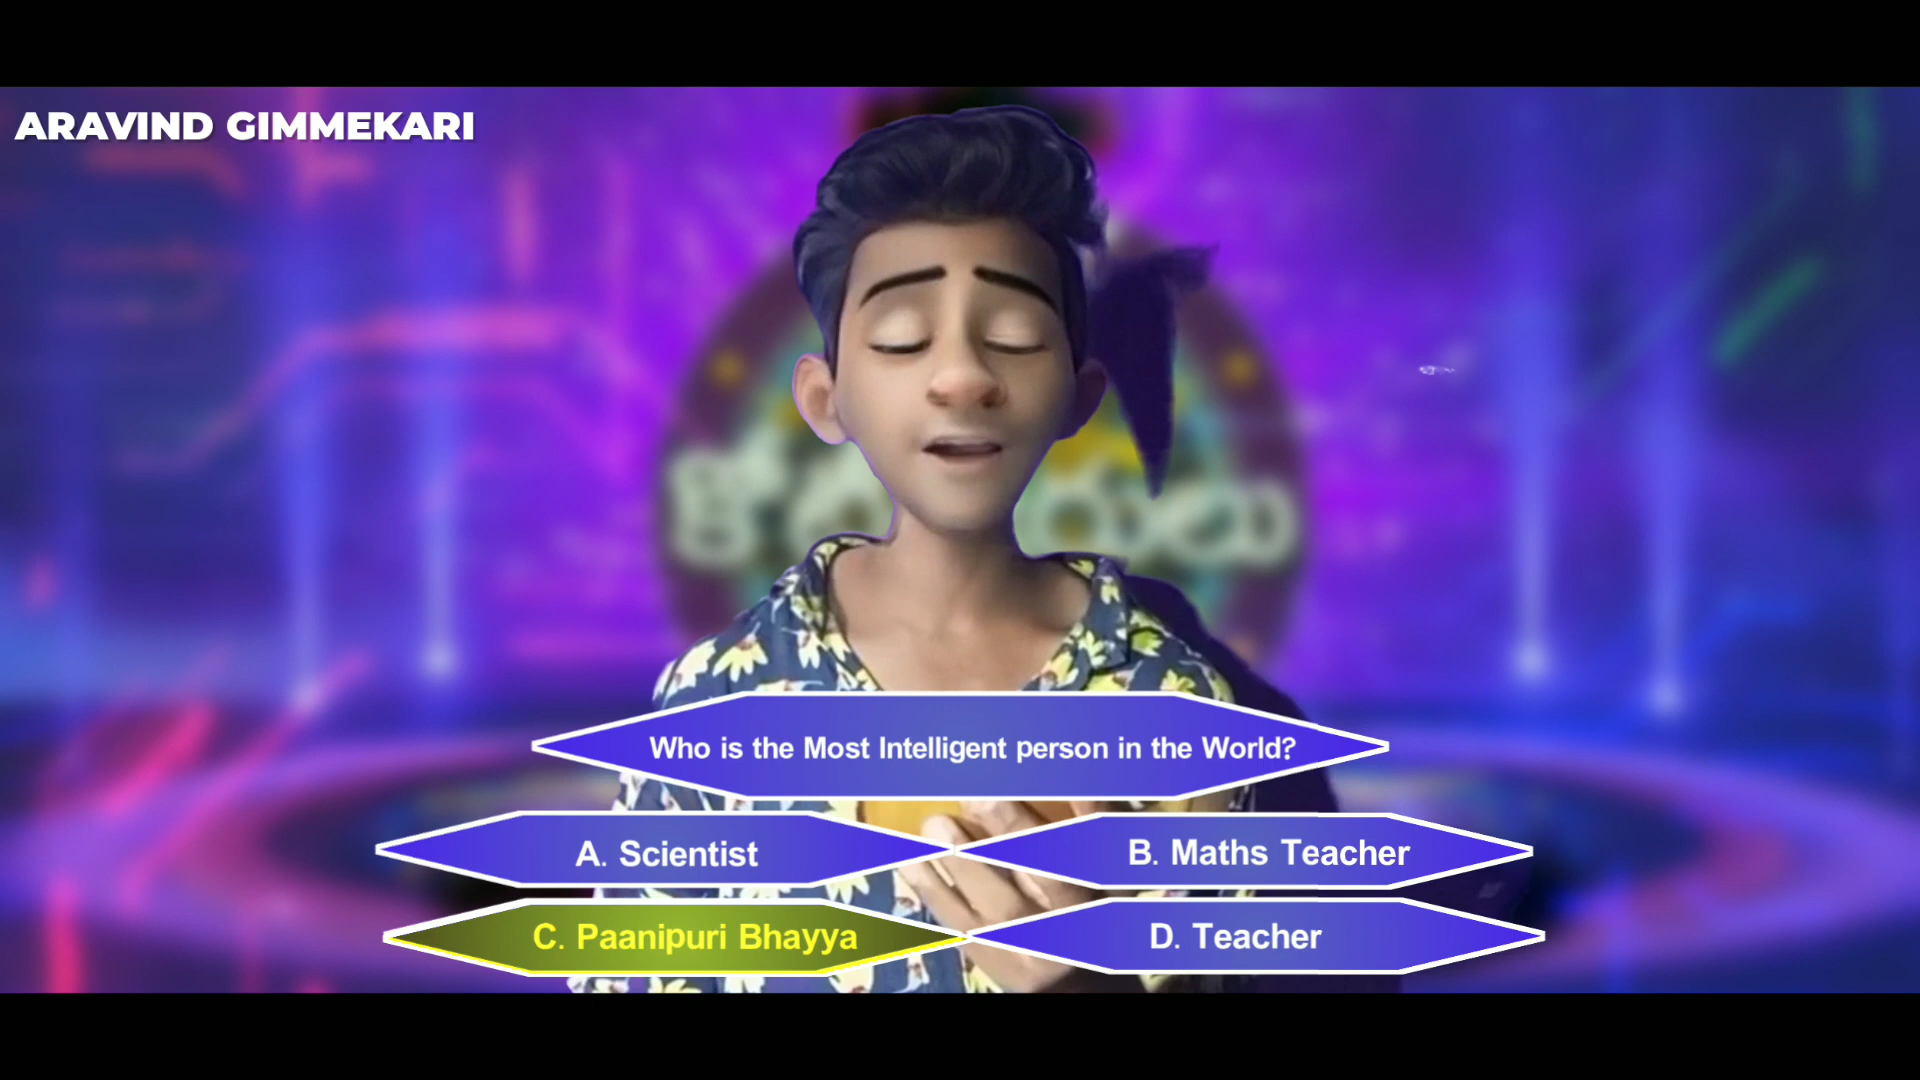 ARAVIND GIMMEKARI
Who is the Most Intelligent person in the World?
A. Scientist
B. Maths Teacher
C. Paanipuri Bhayya
D. Teacher